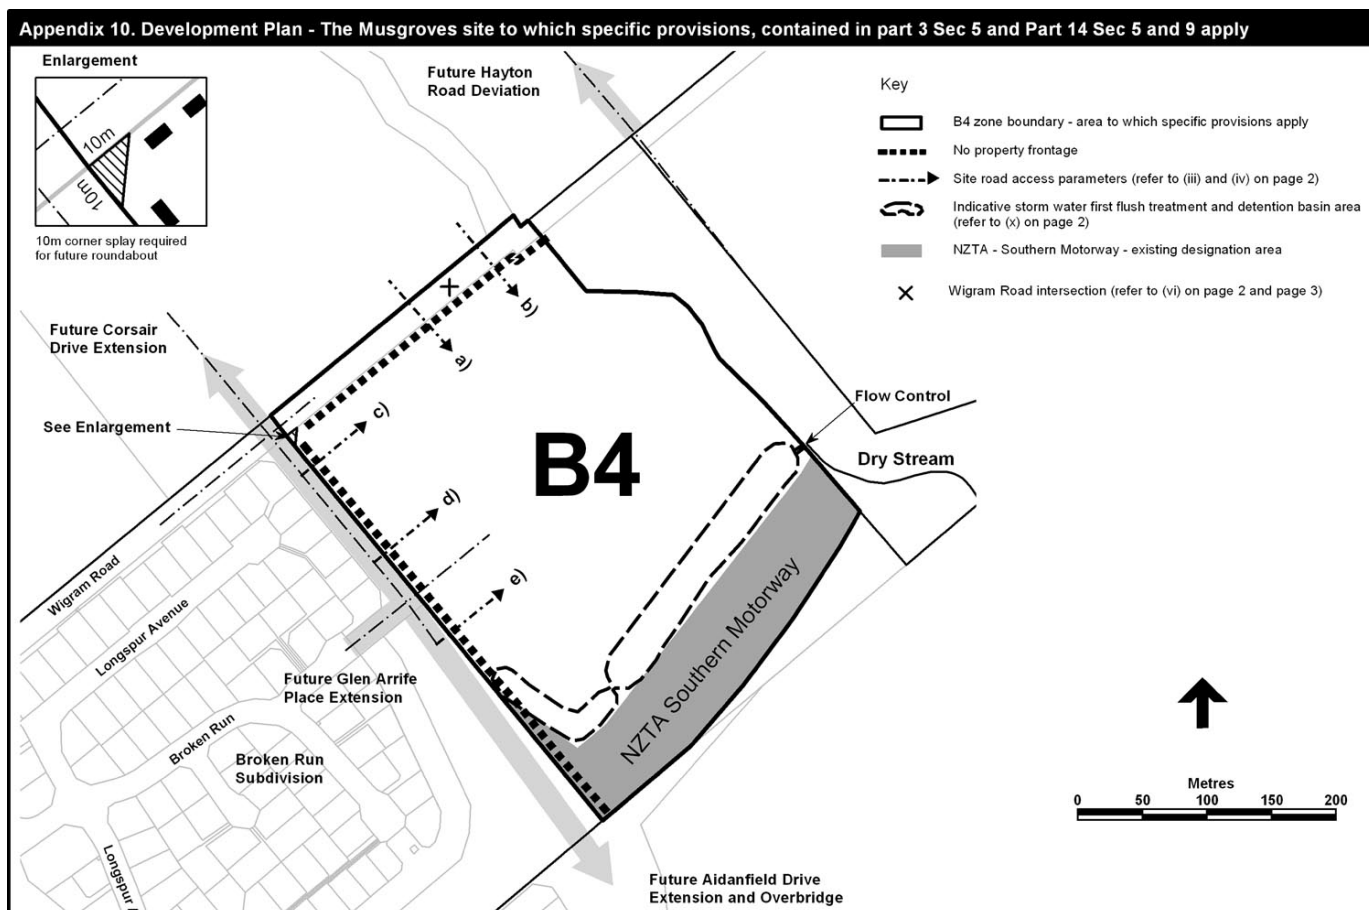 Appendix 10. Development Plan - The Musgroves site to which specific provisions, contained in part 3 Sec 5 and Part 14 Sec 5 and 9 apply
Enlargement
10m
10m
10m corner splay required
for future roundabout
Future Hayton
Road Deviation
Key
B4 zone boundary - area to which specific provisions apply
No property frontage
Site road access parameters (refer to (iii) and (iv) on page 2)
Indicative storm water first flush treatment and detention basin area
(refer to (x) on page 2)
NZTA - Southern Motorway - existing designation area
Wigram Road intersection (refer to (vi) on page 2 and page 3)
Future Corsair
Drive Extension
See Enlargement
a)
b)
c)
d)
e)
B4
Flow Control
Dry Stream
NZTA Southern Motorway
Wigram Road
Longspur Avenue
Future Glen Arrife
Place Extension
Broken Run
Broken Run
Subdivision
Longspur
Future Aidanfield Drive
Extension and Overbridge
Metres
0 50 100 150 200